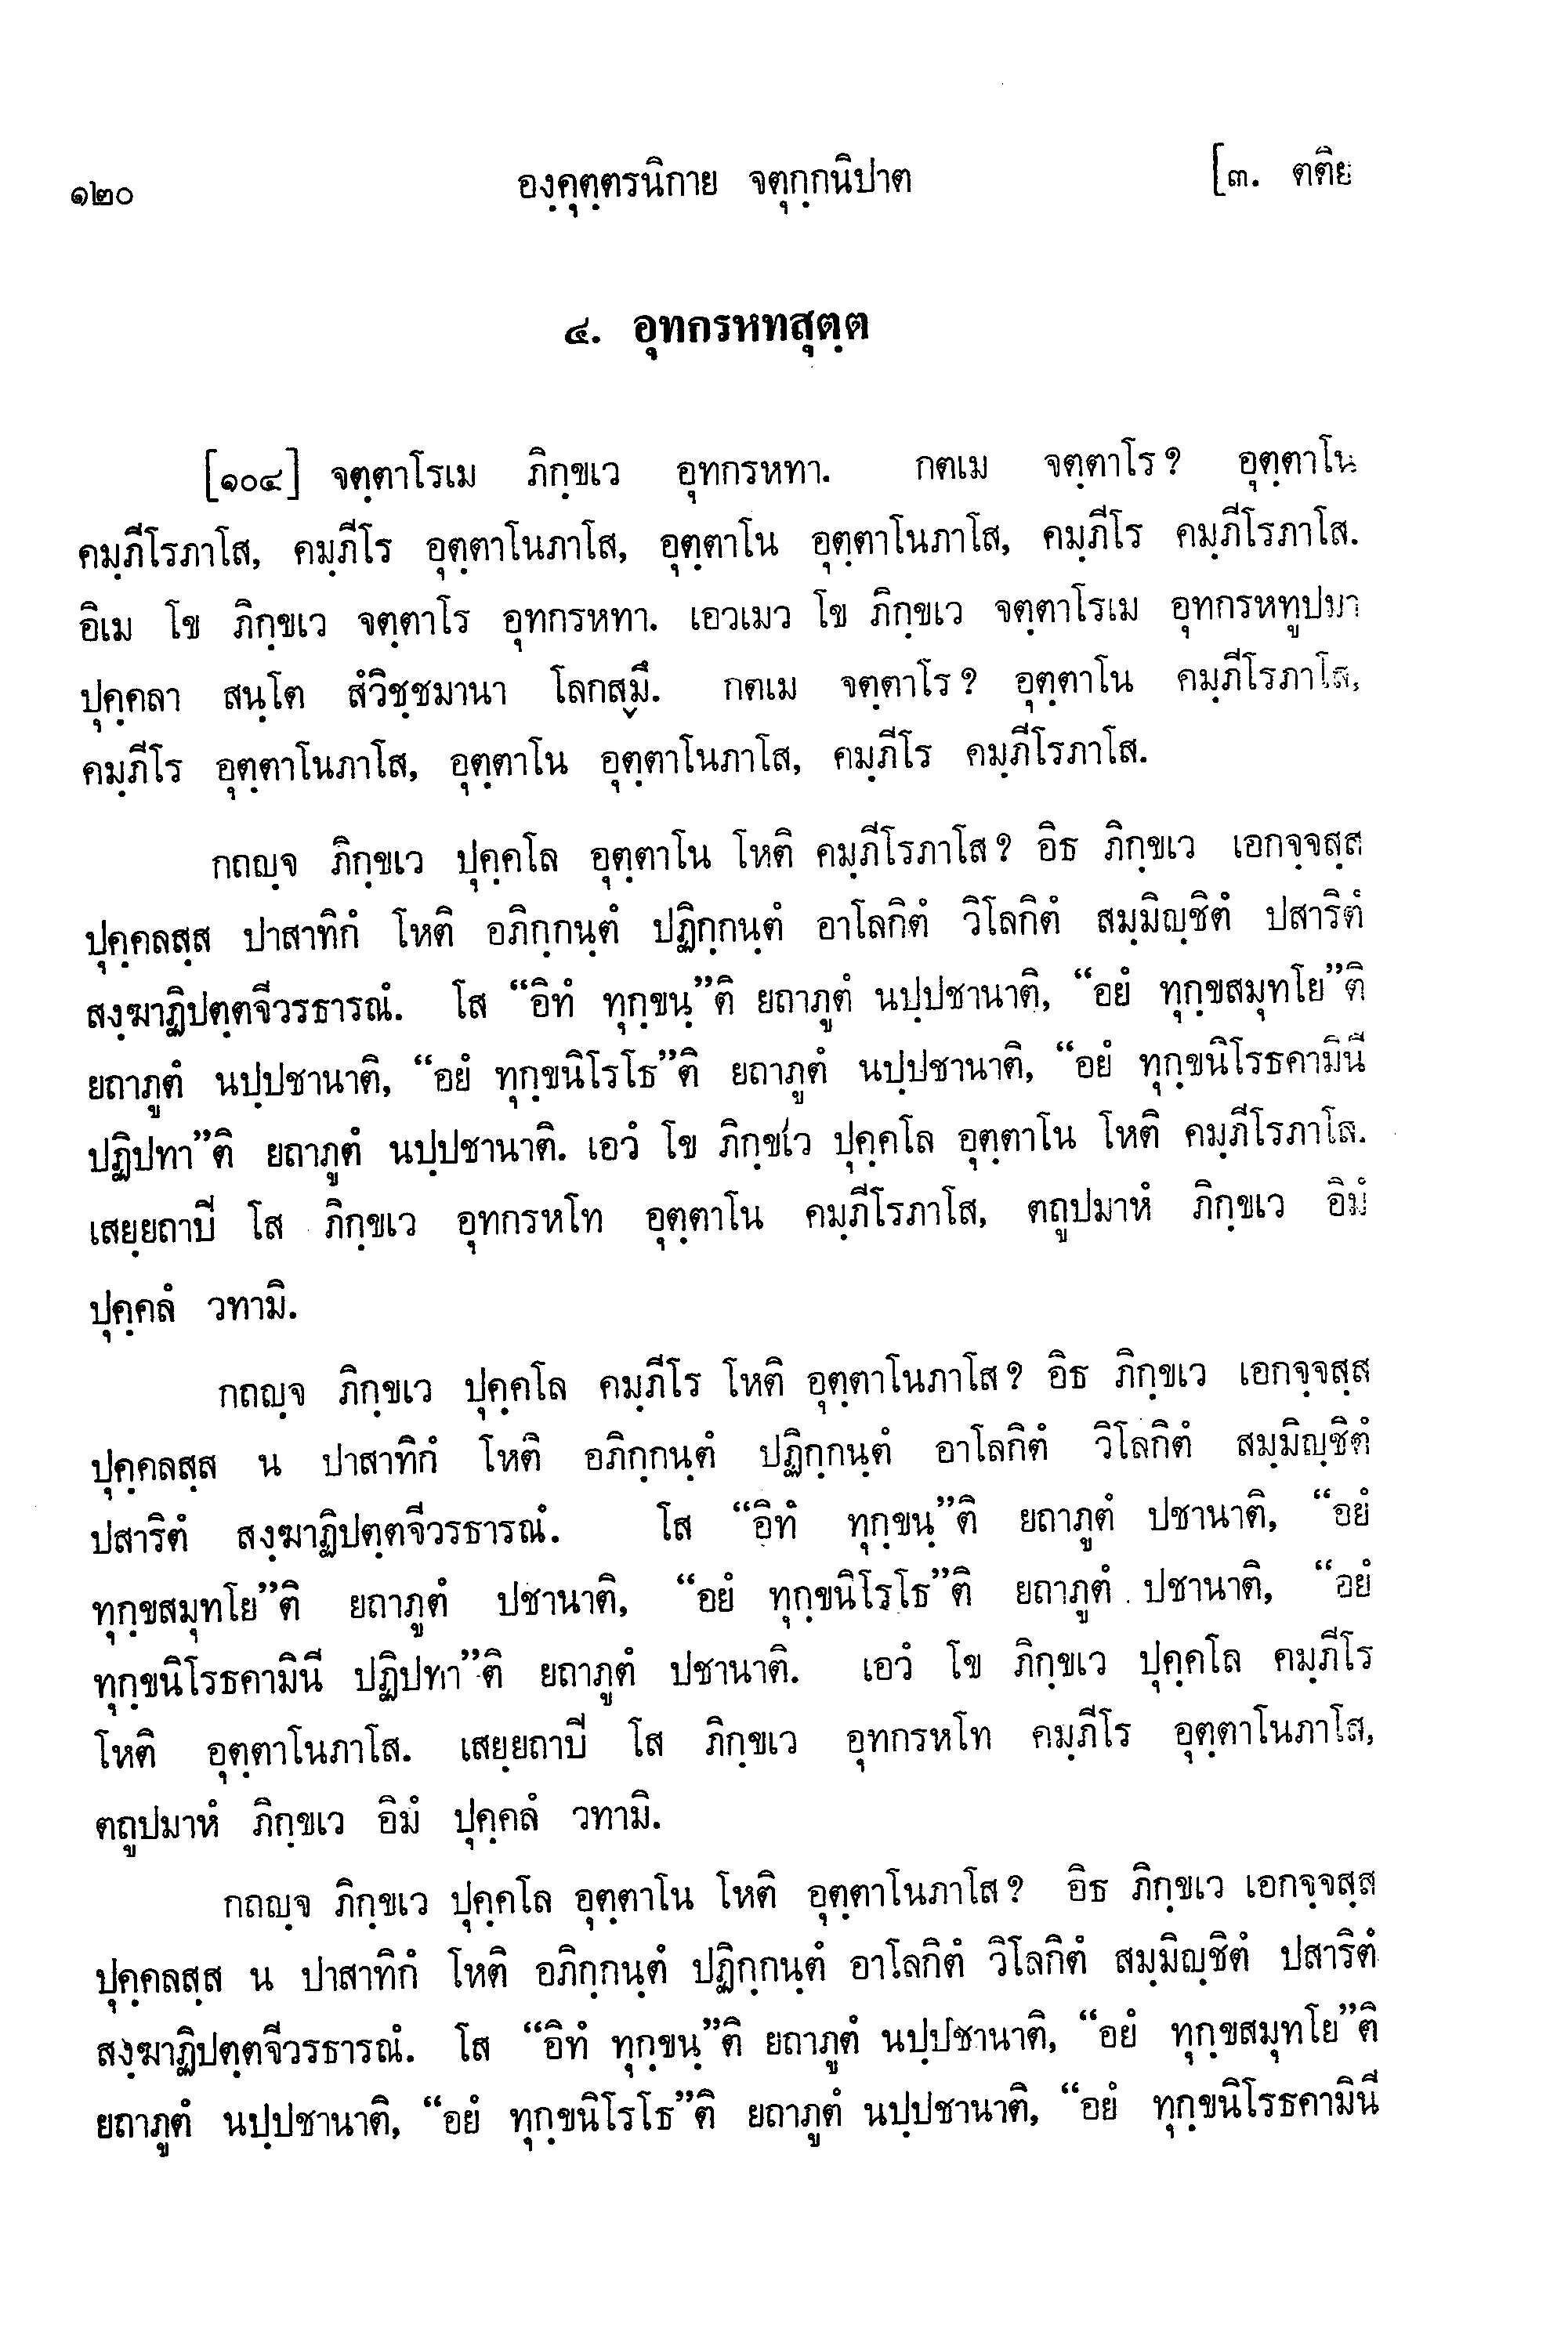 ๑๒๐ องฺคุตฺตรนิกาย จตุกฺกนิปาต [๓. ตติย
๔. อุทกรหทสุตฺต
[๑๐๔] จตฺตาโรเม ภิกฺขเว อุทกรหทา. กตเม จตฺตาโร? อุตฺตาโน
คมฺภีโรภาโส, คมฺภีโร อุตฺตาโนภาโส, อุตฺตาโน อุตฺตาโนภาโส, คมฺภีโร คมฺภีโรภาโส.
อิเม โข ภิกฺขเว จตฺตาโร อุทกรหทา. เอวเมว โข ภิกฺขเว จตฺตาโรเม อุทกรหทูปมา
ปุคฺคลา สนฺโต สํวิชฺชมานา โลกสฺมึ. กตเม จตฺตาโร? อุตฺตาโน คมฺภีโรภาโส,
คมฺภีโร อุตฺตาโนภาโส, อุตฺตาโน อุตฺตาโนภาโส, คมฺภีโร คมฺภีโรภาโส.
กถญฺจ ภิกฺขเว ปุคฺคโล อุตฺตาโน โหติ คมฺภีโรภาโส? อิธ ภิกฺขเว เอกจฺจสฺส
ปุคฺคลสฺส ปาสาทิกํ โหติ อภิกฺกนฺตํ ปฏิกฺกนฺตํ อาโลกิตํ วิโลกิตํ สมฺมิญฺชิตํ ปสาริตํ
สงฺฆาฏิปตฺตจีวรธารณํ. โส “อิทํ ทุกฺขนฺ”ติ ยถาภูตํ นปฺปชานาติ, “อยํ ทุกฺขสมุทโย”ติ
ยถาภูตํ นปฺปชานาติ, “อยํ ทุกฺขนิโรโธ”ติ ยถาภูตํ นปฺปชานาติ, “อยํ ทุกฺขนิโรธคามินี
ปฏิปทา”ติ ยถาภูตํ นปฺปชานาติ. เอวํ โข ภิกฺขเว ปุคฺคโล อุตฺตาโน โหติ คมฺภีโรภาโส.
เสยฺยถาปิ โส ภิกฺขเว อุทกรหโท อุตฺตาโน คมฺภีโรภาโส, ตถูปมาหํ ภิกฺขเว อิมํ
ปุคฺคลํ วทามิ.
กถญฺจ ภิกฺขเว ปุคฺคโล คมฺภีโร โหติ อุตฺตาโนภาโส? อิธ ภิกฺขเว เอกจฺจสฺส
ปุคฺคลสฺส น ปาสาทิกํ โหติ อภิกฺกนฺตํ ปฏิกฺกนฺตํ อาโลกิตํ วิโลกิตํ สมฺมิญฺชิตํ
ปสาริตํ สงฺฆาฏิปตฺตจีวรธารณํ. โส “อิทํ ทุกฺขนฺ”ติ ยถาภูตํ ปชานาติ, “อยํ
ทุกฺขสมุทโย”ติ ยถาภูตํ ปชานาติ, “อยํ ทุกฺขนิโรโธ”ติ ยถาภูตํ ปชานาติ, “อยํ
ทุกฺขนิโรธคามินี ปฏิปทา”ติ ยถาภูตํ ปชานาติ. เอวํ โข ภิกฺขเว ปุคฺคโล คมฺภีโร
โหติ อุตฺตาโนภาโส. เสยฺยถาปิ โส ภิกฺขเว อุทกรหโท คมฺภีโร อุตฺตาโนภาโส,
ตถูปมาหํ ภิกฺขเว อิมํ ปุคฺคลํ วทามิ.
กถญฺจ ภิกฺขเว ปุคฺคโล อุตฺตาโน โหติ อุตฺตาโนภาโส? อิธ ภิกฺขเว เอกจฺจสฺส
ปุคฺคลสฺส น ปาสาทิกํ โหติ อภิกฺกนฺตํ ปฏิกฺกนฺตํ อาโลกิตํ วิโลกิตํ สมฺมิญฺชิตํ ปสาริตํ
สงฺฆาฏิปตฺตจีวรธารณํ. โส “อิทํ ทุกฺขนฺ”ติ ยถาภูตํ นปฺปชานาติ, “อยํ ทุกฺขสมุทโย”ติ
ยถาภูตํ นปฺปชานาติ, “อยํ ทุกฺขนิโรโธ”ติ ยถาภูตํ นปฺปชานาติ, “อยํ ทุกฺขนิโรธคามินี